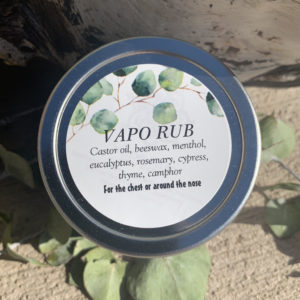 VAPO RUB
Castor oil, beeswax, menthol,
eucalyptus, rosemary, cypress,
thyme, camphor
For the chest or around the nose